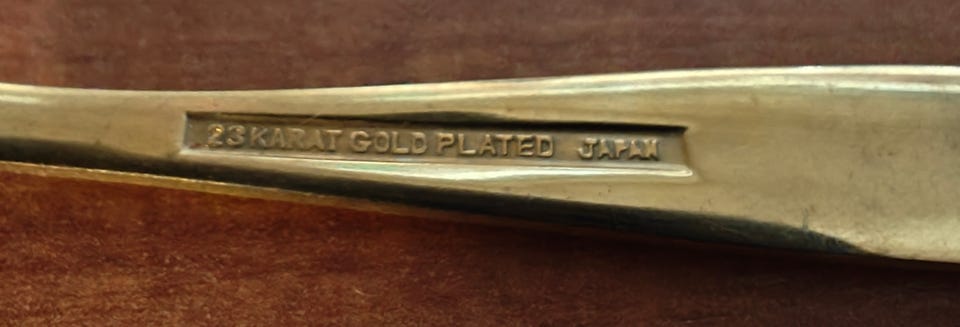 23 KARAT GOLD PLATED JAPAN